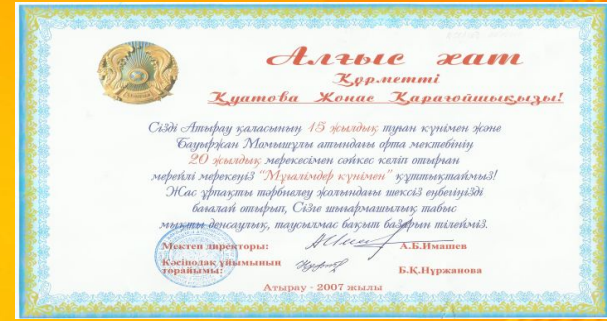 Алғыс хат
Құрметті
Қуатова Жонас Қарағойшықызы!
Сізді Атырау қаласының 15 жылдық туған күнімен және
Бауыржан Момышұлы атындағы орта мектебінің
20 жылдық мерекесімен сәйкес келіп отырған
мерейлі мерекеңіз "Мұғалімдер күнімен" құттықтаймыз!
Жас ұрпақты тәрбиелеу жолындағы шексіз еңбегіңізді
бағалай отырып, Сізге шығармашылық табыс
мықты денсаулық, таусылмас бақыт базарын тілейміз.
Мектеп директоры: А.Б.Имашев
Кәсіподақ ұйымының
торайымы: Б.Қ.Нұржанова
Атырау - 2007 жылы